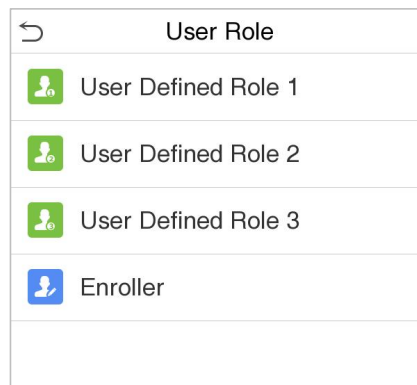 User Role
User Defined Role 1
User Defined Role 2
User Defined Role 3
Enroller